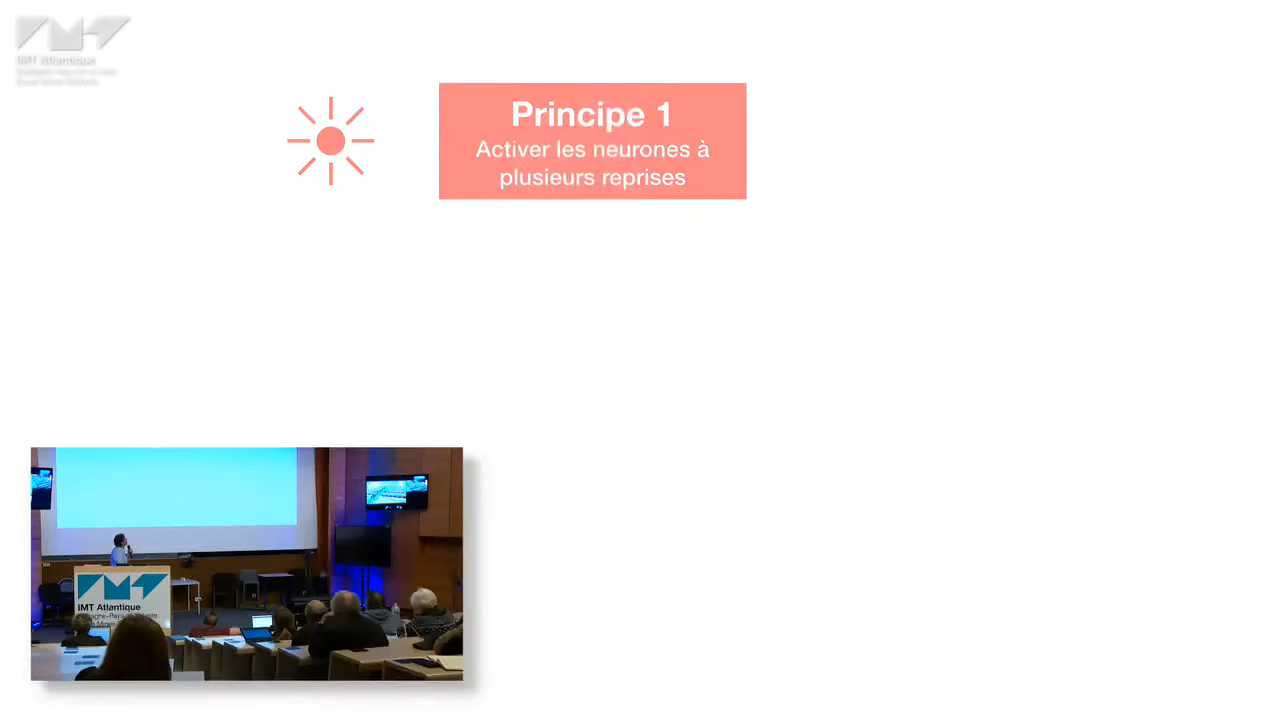 IMT Atlantique
Principe 1
Activer les neurones à
plusieurs reprises
IMT Atlantique